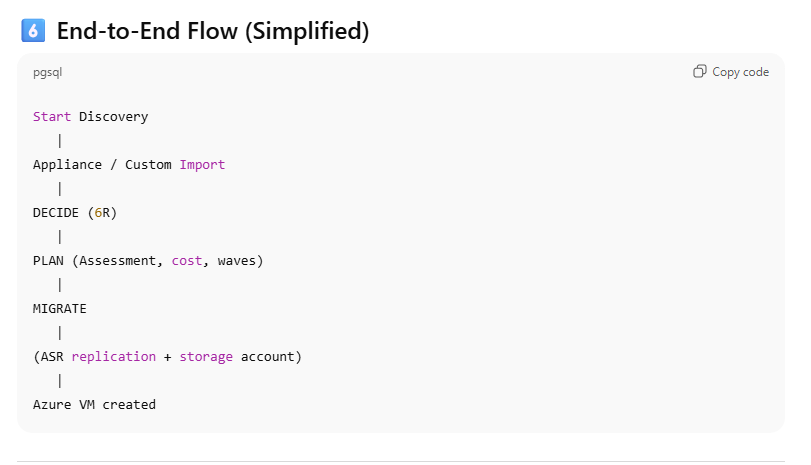 6 End-to-End Flow (Simplified)
pgsql Copy code
Start Discovery
|
Appliance / Custom Import
|
DECIDE (6R)
|
PLAN (Assessment, cost, waves)
|
MIGRATE
|
(ASR replication + storage account)
|
Azure VM created